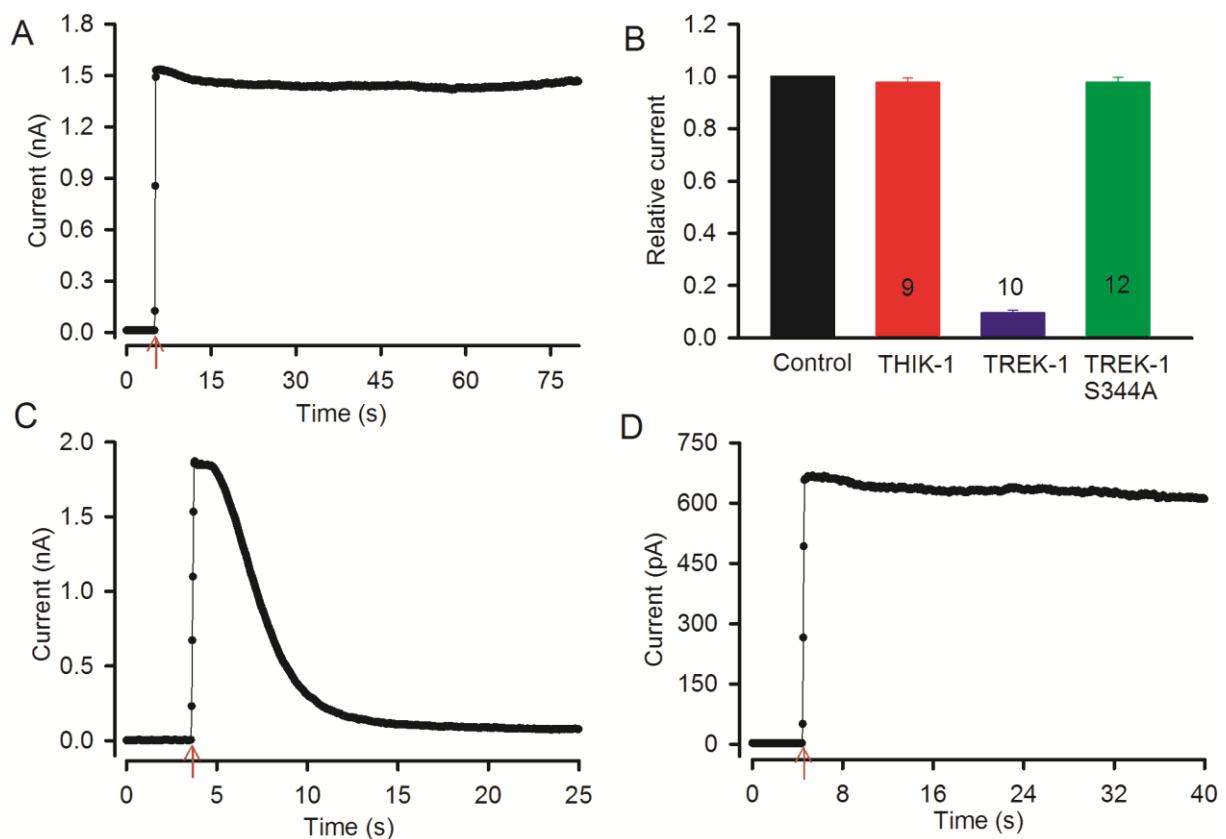 A
1.8
1.5
1.2
0.9
0.6
0.3
0.0
Current (nA)
0 15 30 45 60 75
Time (s)
B
1.2
1.0
0.8
0.6
0.4
0.2
0.0
Relative current
9 10 12
Control THIK-1 TREK-1 TREK-1
S344A
C
2.0
1.5
1.0
0.5
0.0
Current (nA)
0 5 10 15 20 25
Time (s)
D
750
600
450
300
150
0
Current (pA)
0 8 16 24 32 40
Time (s)